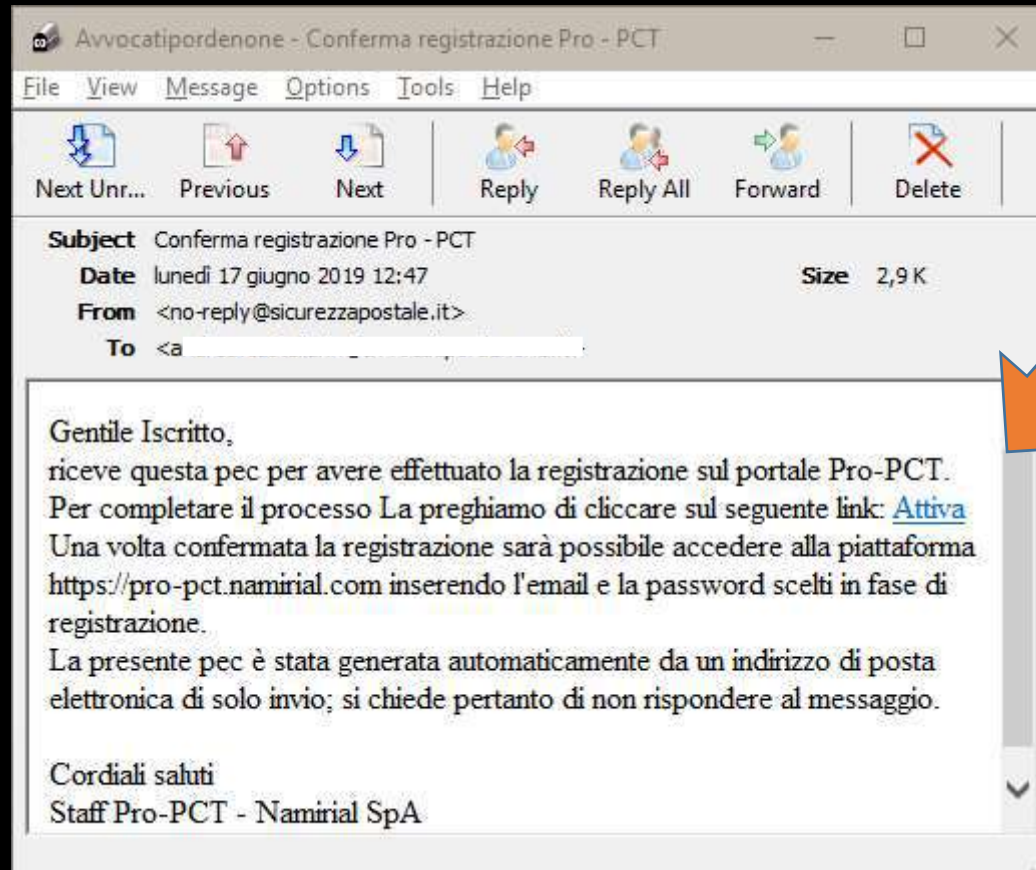 Avvocatipordenone - Conferma registrazione Pro - PCT
File View Message Options Tools Help
Next Unr... Previous Next Reply Reply All Forward Delete
Subject Conferma registrazione Pro - PCT
Date lunedì 17 giugno 2019 12:47 Size 2,9 K
From <no-reply@sicurezzapostale.it>
To <a
Gentile Iscritto,
riceve questa pec per avere effettuato la registrazione sul portale Pro-PCT.
Per completare il processo La preghiamo di cliccare sul seguente link: Attiva
Una volta confermata la registrazione sarà possibile accedere alla piattaforma
https://pro-pct.namirial.com inserendo l'email e la password scelti in fase di
registrazione.
La presente pec è stata generata automaticamente da un indirizzo di posta
elettronica di solo invio; si chiede pertanto di non rispondere al messaggio.
Cordiali saluti
Staff Pro-PCT - Namirial SpA